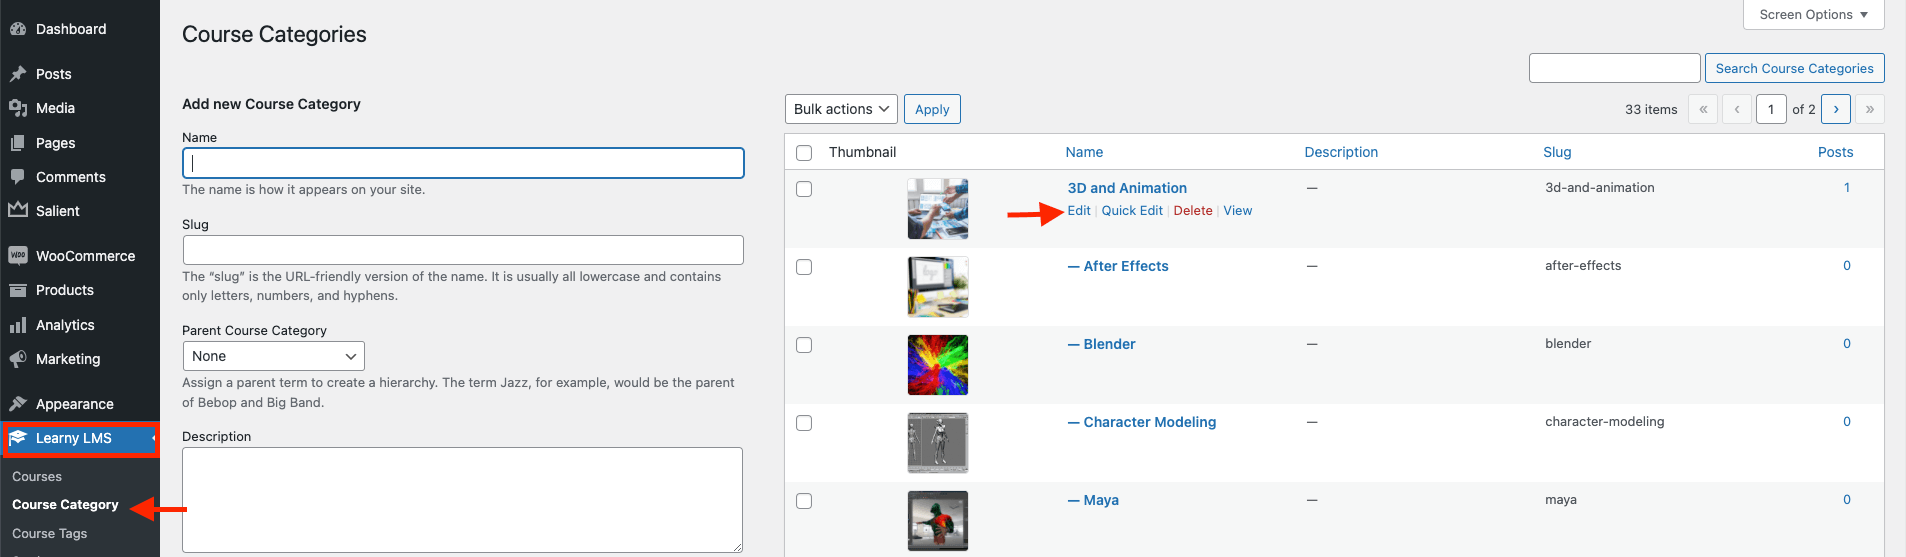 Dashboard
Posts
Media
Pages
Comments
Salient
WooCommerce
Products
Analytics
Marketing
Appearance
Learny LMS
Courses
Course Category
Course Tags
Course Categories
Screen Options
Search Course Categories
Add new Course Category
Name
The name is how it appears on your site.
Slug
The “slug” is the URL-friendly version of the name. It is usually all lowercase and contains
only letters, numbers, and hyphens.
Parent Course Category
None
Assign a parent term to create a hierarchy. The term Jazz, for example, would be the parent
of Bebop and Big Band.
Description
Bulk actions Apply 33 items « ‹ 1 of 2 › »
Thumbnail Name Description Slug Posts
3D and Animation — 3d-and-animation 1
Edit | Quick Edit | Delete | View
— After Effects — after-effects 0
— Blender — blender 0
— Character Modeling — character-modeling 0
— Maya — maya 0